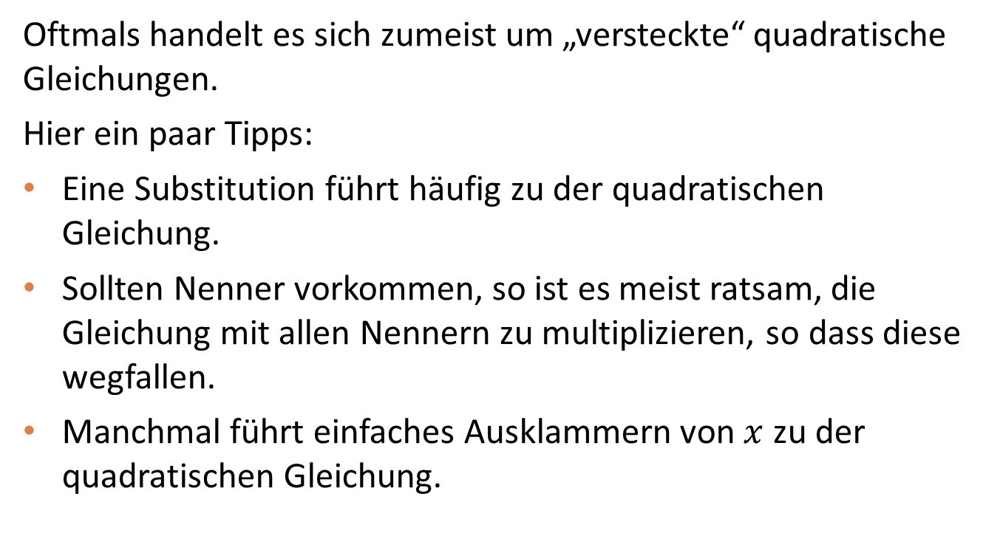 Oftmals handelt es sich zumeist um „versteckte“ quadratische
Gleichungen.
Hier ein paar Tipps:
• Eine Substitution führt häufig zu der quadratischen
Gleichung.
• Sollten Nenner vorkommen, so ist es meist ratsam, die
Gleichung mit allen Nennern zu multiplizieren, so dass diese
wegfallen.
• Manchmal führt einfaches Ausklammern von 𝑥 zu der
quadratischen Gleichung.